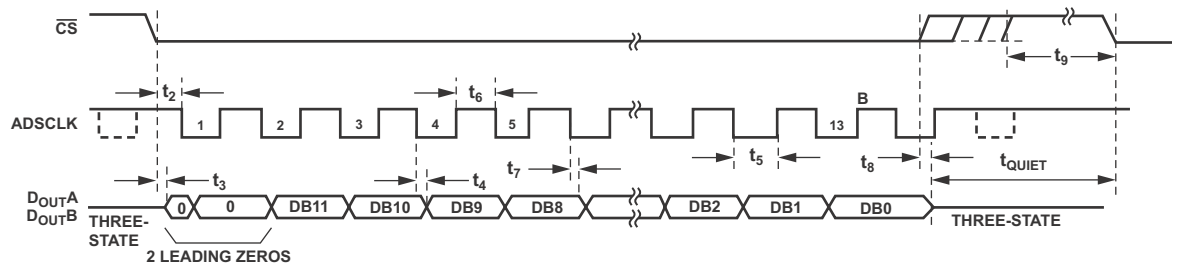 CS
t9
t2
t6
B
ADSCLK
1 2 3 4 5 13
t3
t4
t7
t5
t8
tQUIET
DOUTA
DOUTB
THREE-
STATE
0 0 DB11 DB10 DB9 DB8 DB2 DB1 DB0
THREE-STATE
2 LEADING ZEROS